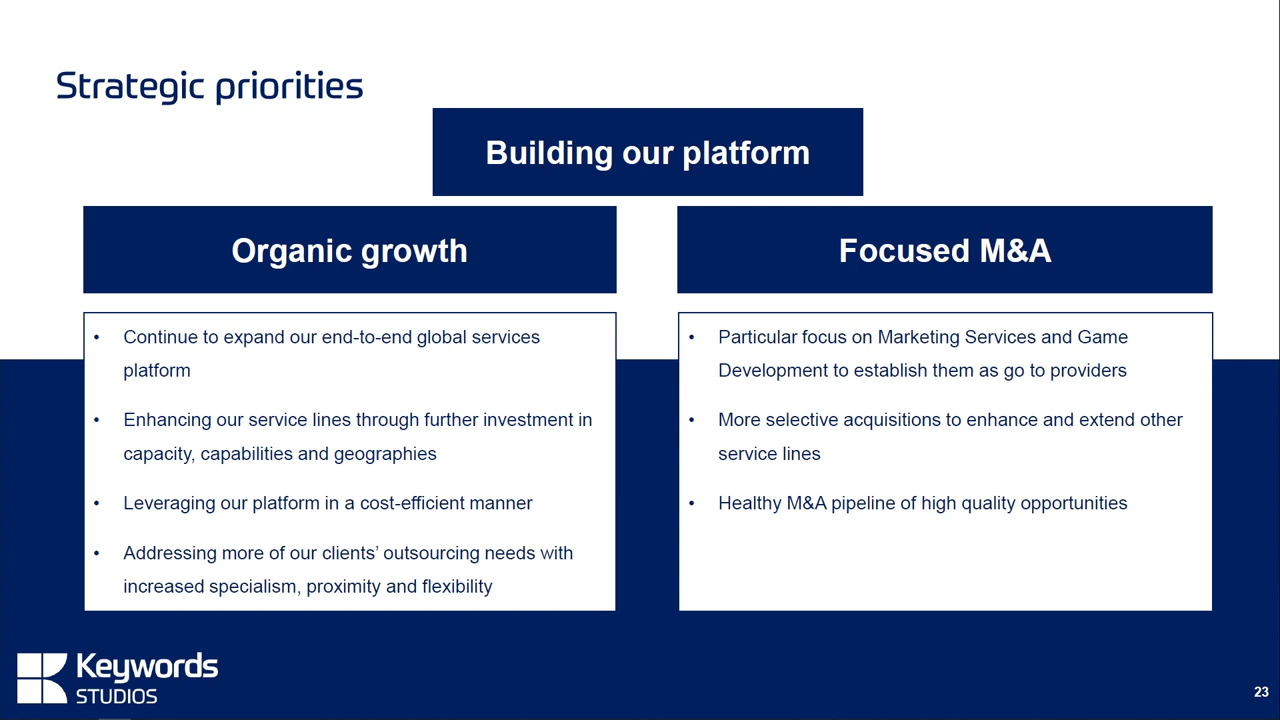 Strategic priorities
Building our platform
Organic growth
Focused M&A
• Continue to expand our end-to-end global services
platform
• Enhancing our service lines through further investment in
capacity, capabilities and geographies
• Leveraging our platform in a cost-efficient manner
• Addressing more of our clients’ outsourcing needs with
increased specialism, proximity and flexibility
• Particular focus on Marketing Services and Game
Development to establish them as go to providers
• More selective acquisitions to enhance and extend other
service lines
• Healthy M&A pipeline of high quality opportunities
Keywords
STUDIOS
23